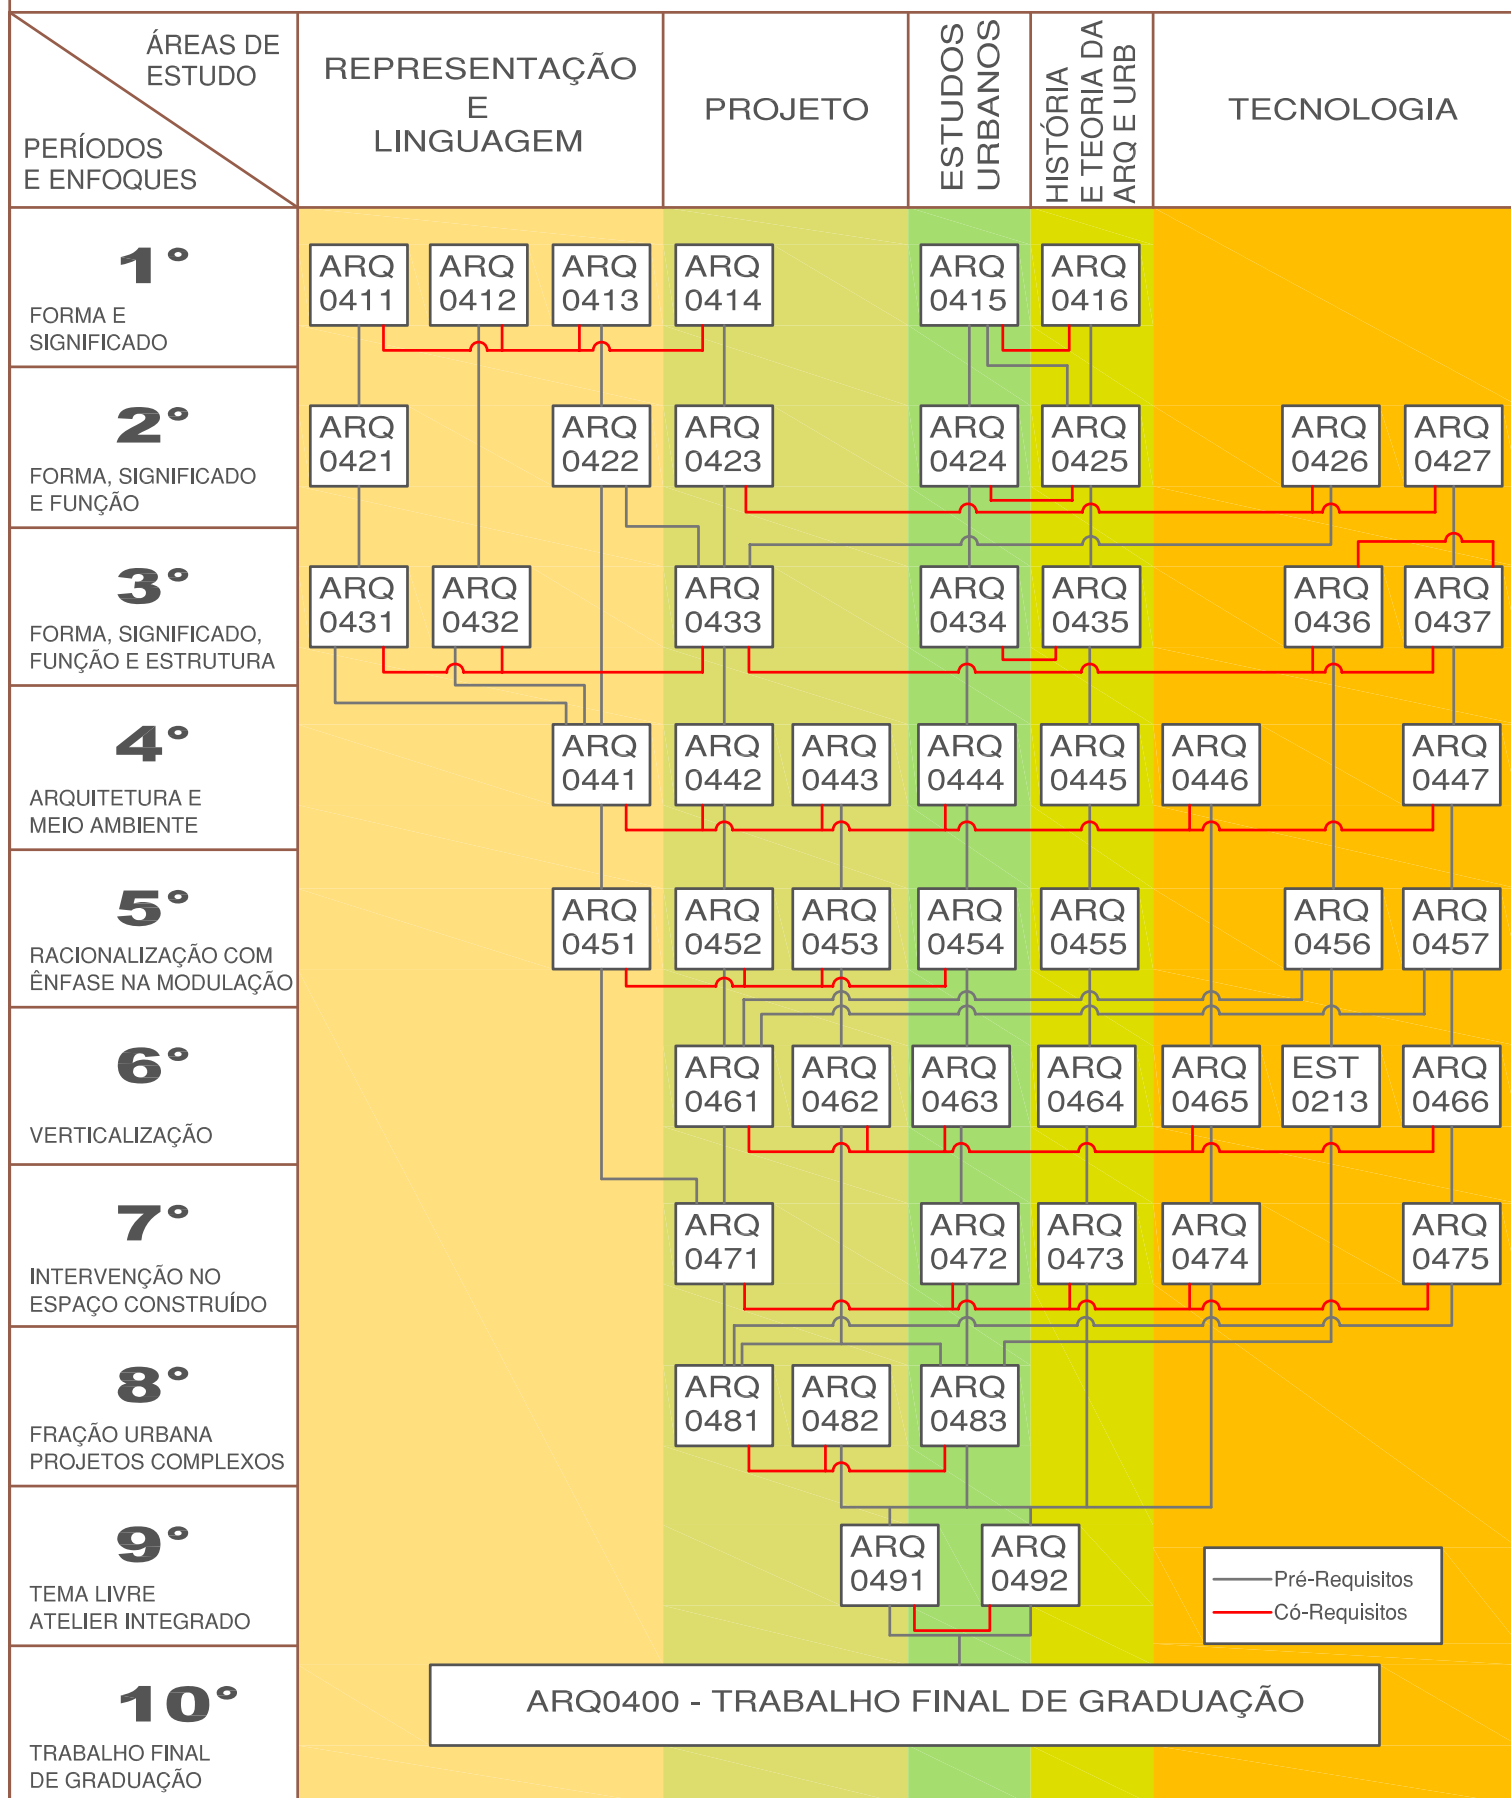 ÁREAS DE
ESTUDO
PERÍODOS
E ENFOQUES
REPRESENTAÇÃO
E
LINGUAGEM
PROJETO
ESTUDOS
URBANOS
HISTÓRIA
E TEORIA DA
ARQ E URB
TECNOLOGIA
1°
FORMA E
SIGNIFICADO
ARQ
0411
ARQ
0412
ARQ
0413
ARQ
0414
ARQ
0415
ARQ
0416
2°
FORMA, SIGNIFICADO
E FUNÇÃO
ARQ
0421
ARQ
0422
ARQ
0423
ARQ
0424
ARQ
0425
ARQ
0426
ARQ
0427
3°
FORMA, SIGNIFICADO,
FUNÇÃO E ESTRUTURA
ARQ
0431
ARQ
0432
ARQ
0433
ARQ
0434
ARQ
0435
ARQ
0436
ARQ
0437
4°
ARQUITETURA E
MEIO AMBIENTE
ARQ
0441
ARQ
0442
ARQ
0443
ARQ
0444
ARQ
0445
ARQ
0446
ARQ
0447
5°
RACIONALIZAÇÃO COM
ÊNFASE NA MODULAÇÃO
ARQ
0451
ARQ
0452
ARQ
0453
ARQ
0454
ARQ
0455
ARQ
0456
ARQ
0457
6°
VERTICALIZAÇÃO
ARQ
0461
ARQ
0462
ARQ
0463
ARQ
0464
ARQ
0465
EST
0213
ARQ
0466
7°
INTERVENÇÃO NO
ESPAÇO CONSTRUÍDO
ARQ
0471
ARQ
0472
ARQ
0473
ARQ
0474
ARQ
0475
8°
FRAÇÃO URBANA
PROJETOS COMPLEXOS
ARQ
0481
ARQ
0482
ARQ
0483
9°
TEMA LIVRE
ATELIER INTEGRADO
ARQ
0491
ARQ
0492
Pré-Requisitos
Có-Requisitos
10°
TRABALHO FINAL
DE GRADUAÇÃO
ARQ0400 - TRABALHO FINAL DE GRADUAÇÃO